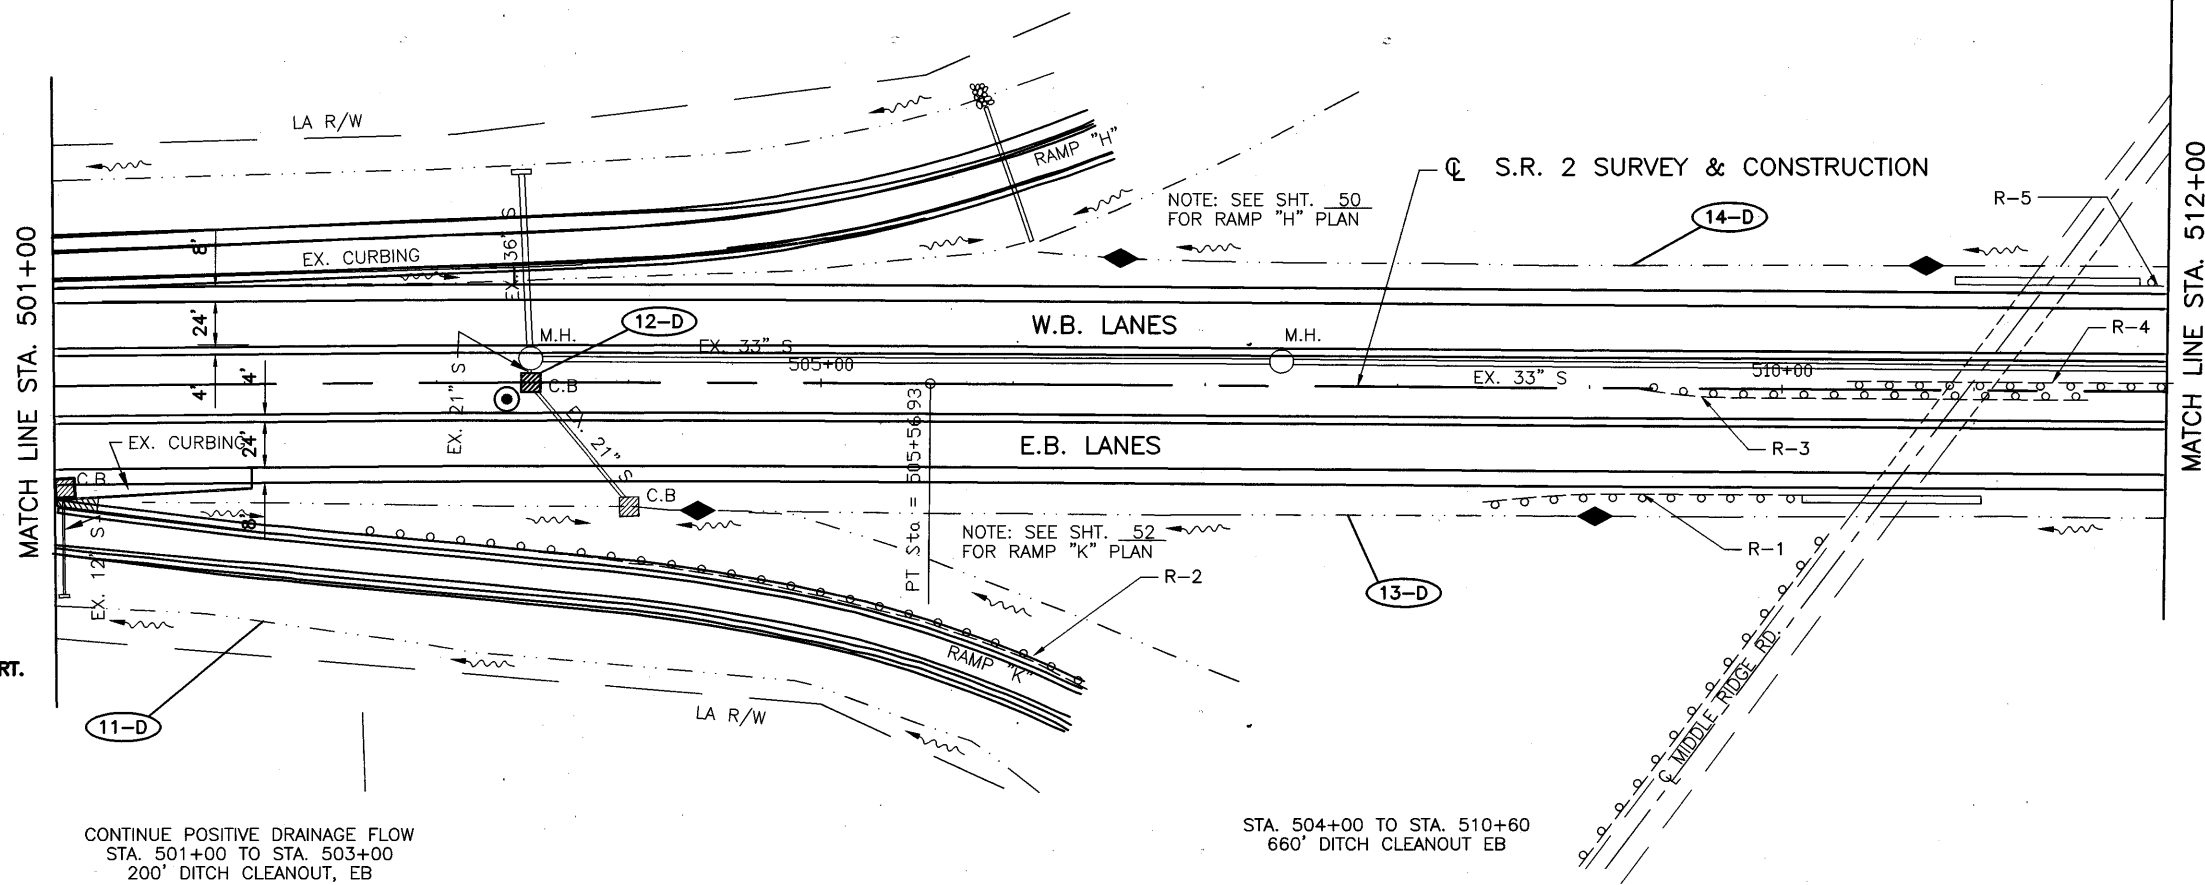 MATCH LINE STA. 501+00
LA R/W
RAMP "H"
NOTE: SEE SHT. 50
FOR RAMP "H" PLAN
℄ S.R. 2 SURVEY & CONSTRUCTION
14-D
R-5
MATCH LINE STA. 512+00
8'
EX. CURBING
EX. 36" S
24'
12-D
M.H.
EX. 33" S
505+00
W.B. LANES
M.H.
R-4
510+00
EX. 33" S
4'
4'
EX. 21" S
C.B
EX. 21" S
PT Sta = 505+56.93
E.B. LANES
R-3
EX. CURBING
24'
C.B
C.B
8'
EX. 12" S
NOTE: SEE SHT. 52
FOR RAMP "K" PLAN
R-1
R-2
13-D
RAMP "K"
℄ MIDDLE RIDGE RD.
RT.
11-D
LA R/W
CONTINUE POSITIVE DRAINAGE FLOW
STA. 501+00 TO STA. 503+00
200' DITCH CLEANOUT, EB
STA. 504+00 TO STA. 510+60
660' DITCH CLEANOUT EB